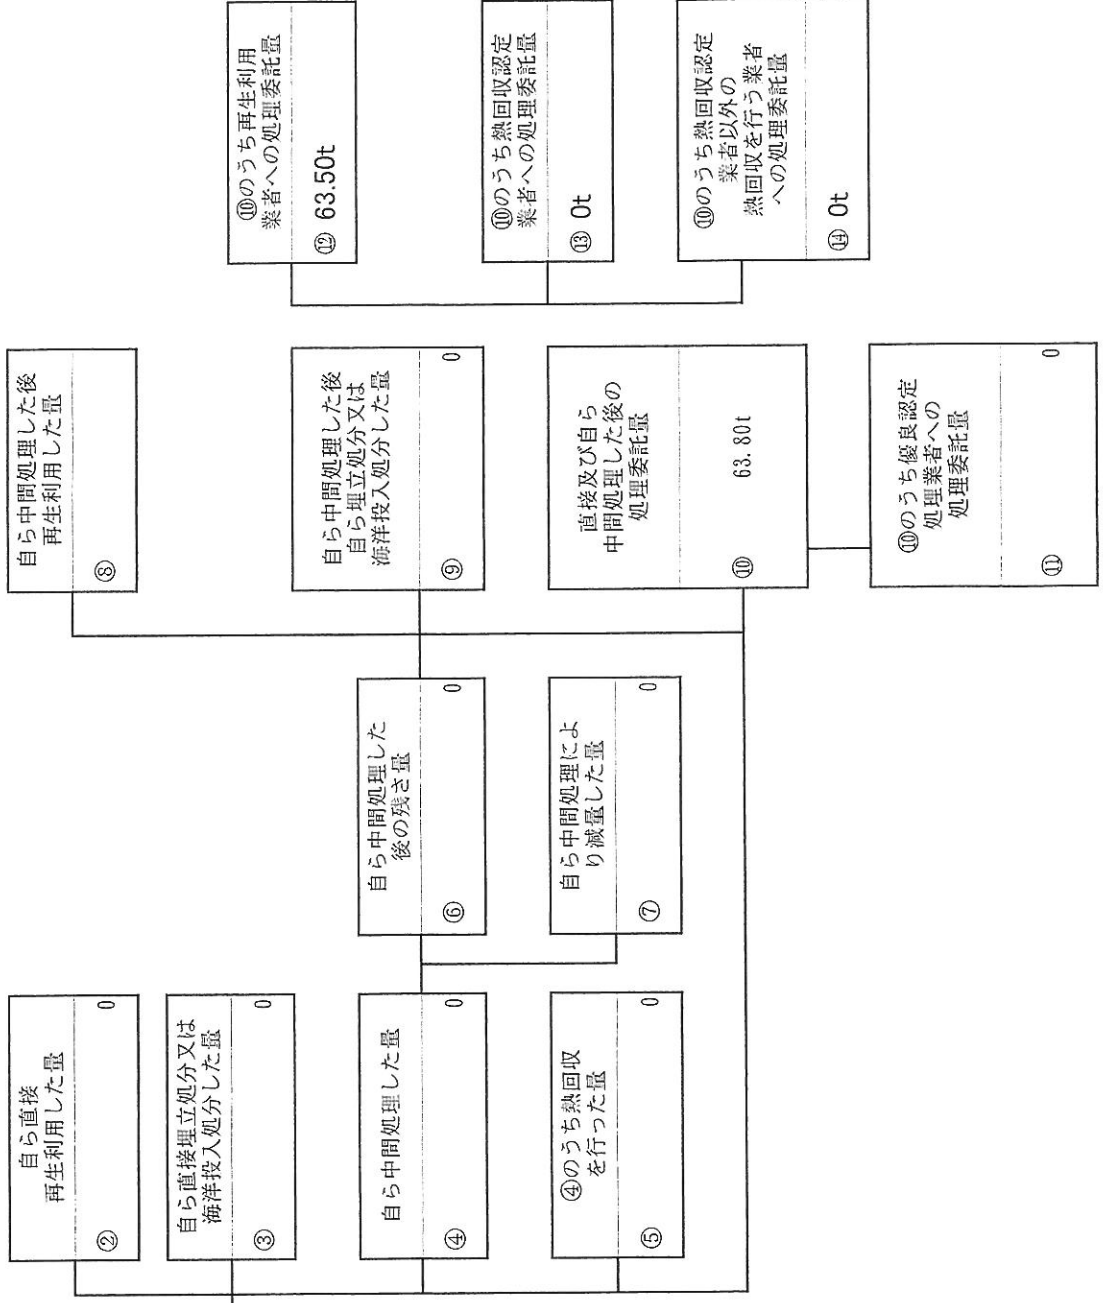 自ら直接
再生利用した量
② 0
自ら直接埋立処分又は
海洋投入処分した量
③ 0
自ら中間処理した量
④ 0
④のうち熱回収
を行った量
⑤ 0
自ら中間処理した
後の残さ量
⑥ 0
自ら中間処理によ
り減量した量
⑦ 0
自ら中間処理した後
再生利用した量
⑧
自ら中間処理した後
自ら埋立処分又は
海洋投入処分した量
⑨ 0
直接及び自ら
中間処理した後の
処理委託量
⑩ 63.80t
⑩のうち優良認定
処理業者への
処理委託量
⑪ 0
⑩のうち再生利用
業者への処理委託量
⑫ 63.50t
⑩のうち熱回収認定
業者への処理委託量
⑬ 0t
⑩のうち熱回収認定
業者以外の
熱回収を行う業者
への処理委託量
⑭ 0t